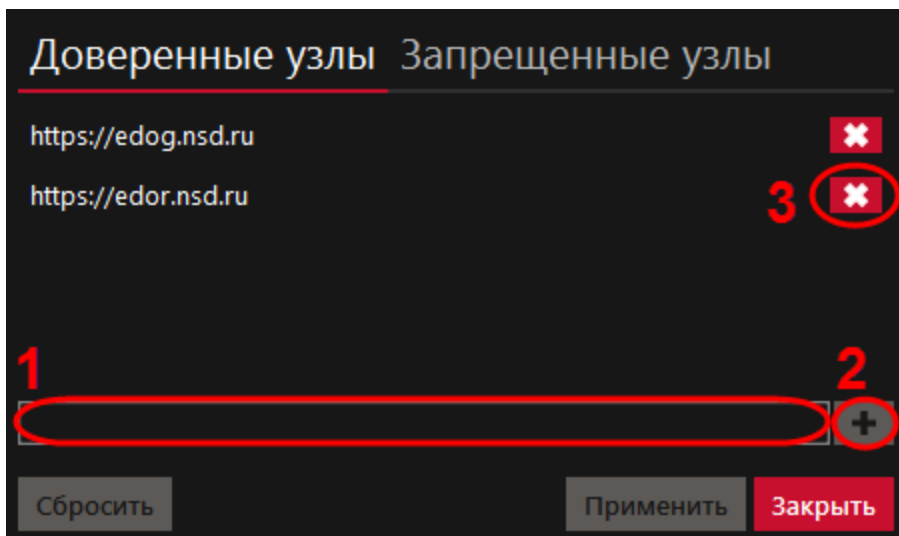 Доверенные узлы Запрещенные узлы
https://edog.nsd.ru
https://edor.nsd.ru
3
1
2
Сбросить Применить Закрыть